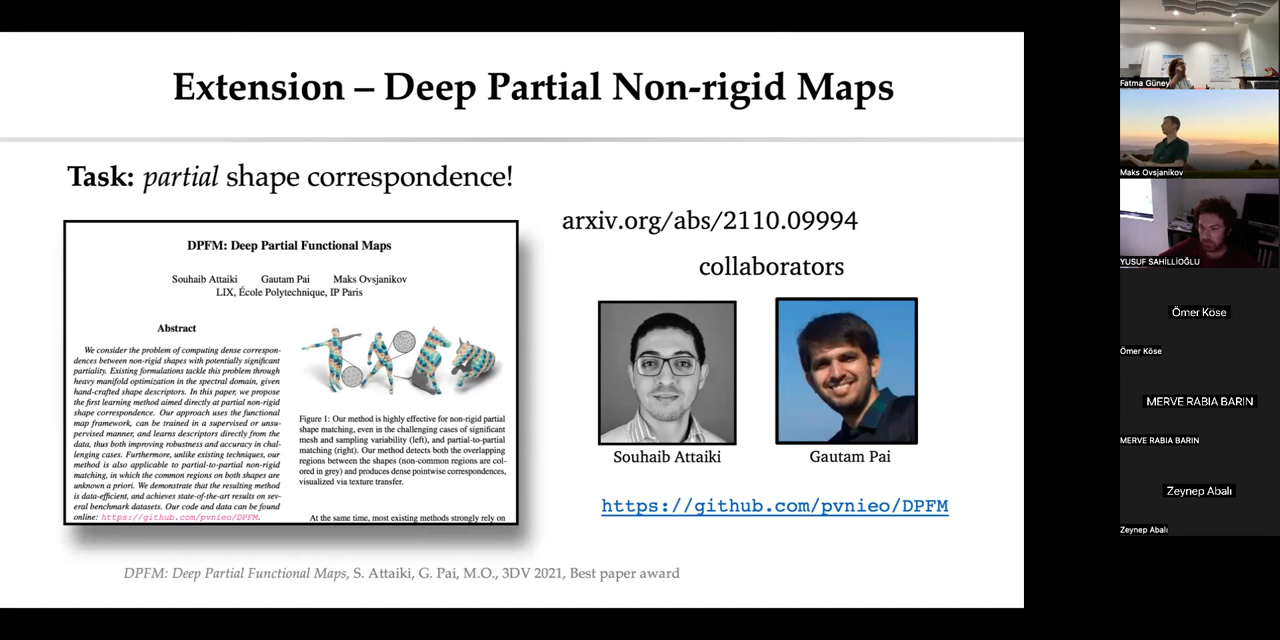 Extension – Deep Partial Non-rigid Maps
Task: partial shape correspondence!
DPFM: Deep Partial Functional Maps
Souhaib Attaiki Gautam Pai Maks Ovsjanikov
LIX, École Polytechnique, IP Paris
Abstract
We consider the problem of computing dense correspon-
dences between non-rigid shapes with potentially significant
partiality. Existing formulations tackle this problem through
heavy manifold optimization in the spectral domain, given
hand-crafted shape descriptors. In this paper, we propose
the first learning method aimed directly at partial non-rigid
shape correspondence. Our approach uses the functional
map framework, can be trained in a supervised or unsu-
pervised manner, and learns descriptors directly from the
data, thus both improving robustness and accuracy in chal-
lenging cases. Furthermore, unlike existing techniques, our
method is also applicable to partial-to-partial non-rigid
matching, in which the common regions on both shapes are
unknown a priori. We demonstrate that the resulting method
is data-efficient, and achieves state-of-the-art results on sev-
eral benchmark datasets. Our code and data can be found
online: https://github.com/pvnieo/DPFM.
Figure 1: Our method is highly effective for non-rigid partial
shape matching, even in the challenging cases of significant
mesh and sampling variability (left), and partial-to-partial
matching (right). Our method detects both the overlapping
regions between the shapes (non-common regions are col-
ored in grey) and produces dense pointwise correspondences,
visualized via texture transfer.
At the same time, most existing methods strongly rely on
arxiv.org/abs/2110.09994
collaborators
Souhaib Attaiki
Gautam Pai
https://github.com/pvnieo/DPFM
DPFM: Deep Partial Functional Maps, S. Attaiki, G. Pai, M.O., 3DV 2021, Best paper award
Fatma Güney
Maks Ovsjanikov
YUSUF SAHİLLİOĞLU
Ömer Köse
Ömer Köse
MERVE RABIA BARIN
MERVE RABIA BARIN
Zeynep Abalı
Zeynep Abalı